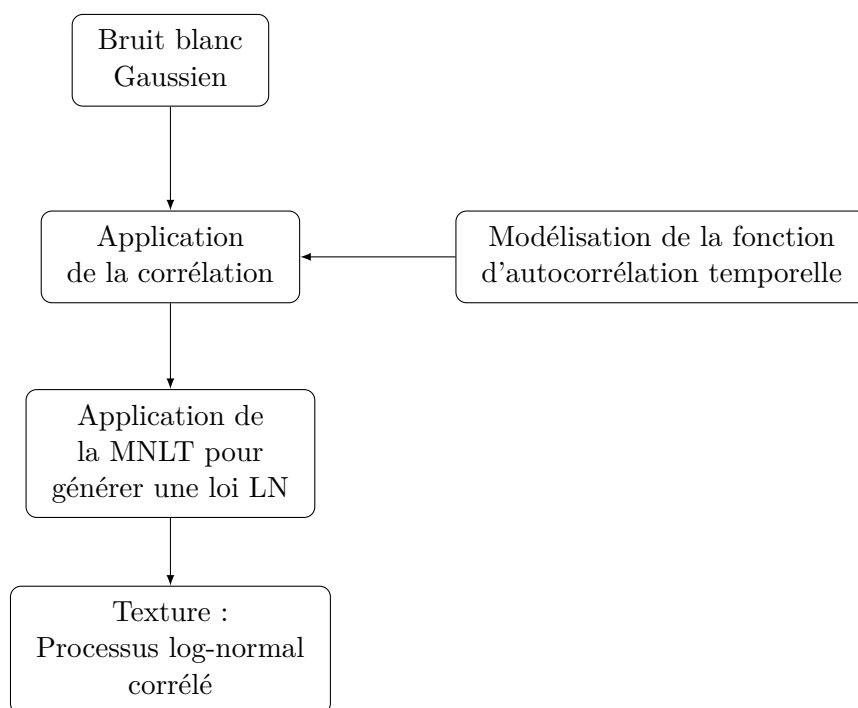 Bruit blanc
Gaussien
Application
de la corrélation
Modélisation de la fonction
d'autocorrélation temporelle
Application de
la MNLT pour
générer une loi LN
Texture :
Processus log-normal
corrélé